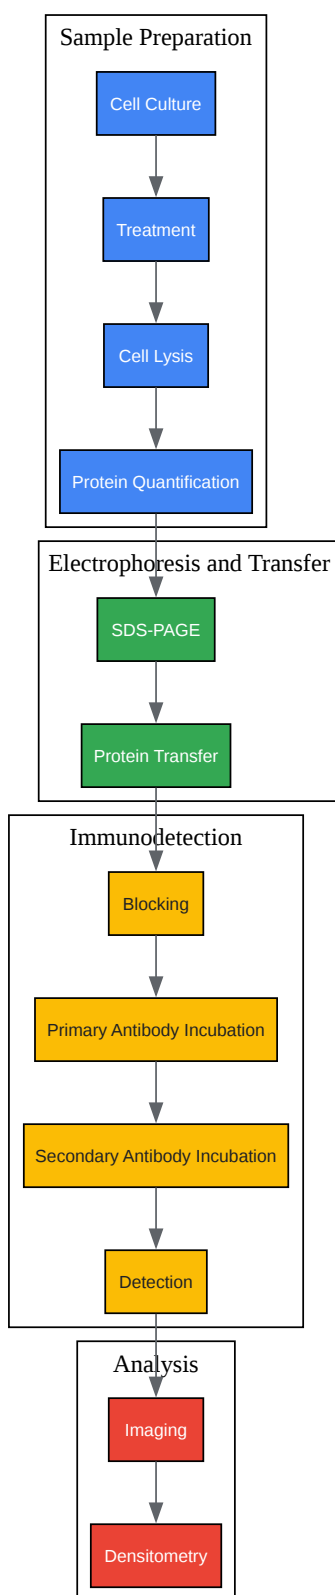 Sample Preparation
Cell Culture
Treatment
Cell Lysis
Protein Quantification
Electrophoresis and Transfer
SDS-PAGE
Protein Transfer
Immunodetection
Blocking
Primary Antibody Incubation
Secondary Antibody Incubation
Detection
Analysis
Imaging
Densitometry